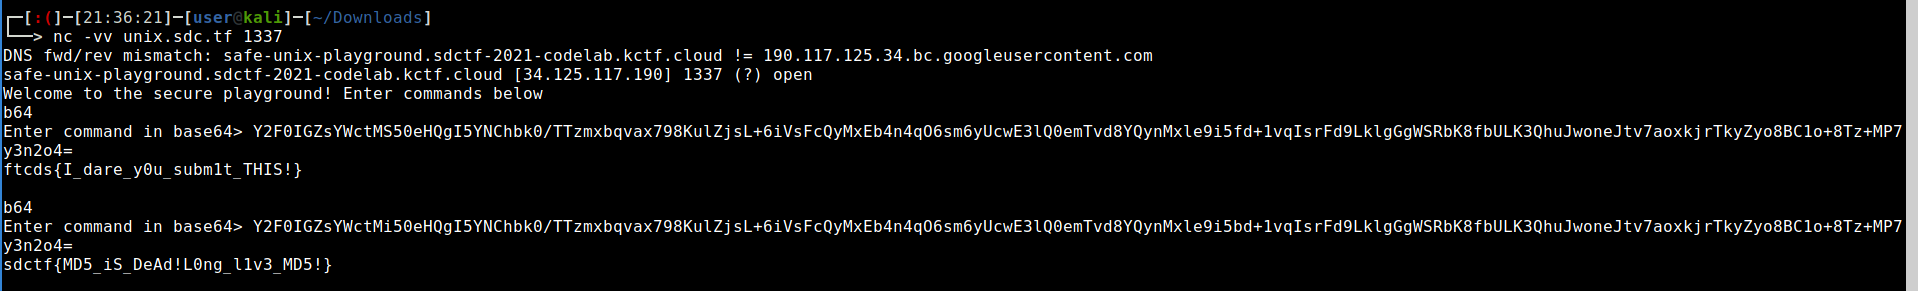 ┌─[:(]─[21:36:21]─[user@kali]─[~/Downloads]
└──> nc -vv unix.sdc.tf 1337
DNS fwd/rev mismatch: safe-unix-playground.sdctf-2021-codelab.kctf.cloud != 190.117.125.34.bc.googleusercontent.com
safe-unix-playground.sdctf-2021-codelab.kctf.cloud [34.125.117.190] 1337 (?) open
Welcome to the secure playground! Enter commands below
b64
Enter command in base64> Y2F0IGZsYWctMS50eHQgI5YNChbk0/TTzmxbqvax798KulZjsL+6iVsFcQyMxEb4n4qO6sm6yUcwE3lQ0emTvd8YQynMxle9i5fd+1vqIsrFd9LklgGgWSRbK8fbULK3QhuJwoneJtv7aoxkjrTkyZyo8BC1o+8Tz+MP7
y3n2o4=
ftcds{I_dare_y0u_subm1t_THIS!}
b64
Enter command in base64> Y2F0IGZsYWctMi50eHQgI5YNChbk0/TTzmxbqvax798KulZjsL+6iVsFcQyMxEb4n4qO6sm6yUcwE3lQ0emTvd8YQynMxle9i5bd+1vqIsrFd9LklgGgWSRbK8fbULK3QhuJwoneJtv7aoxkjrTkyZyo8BC1o+8Tz+MP7
y3n2o4=
sdctf{MD5_iS_DeAd!L0ng_l1v3_MD5!}